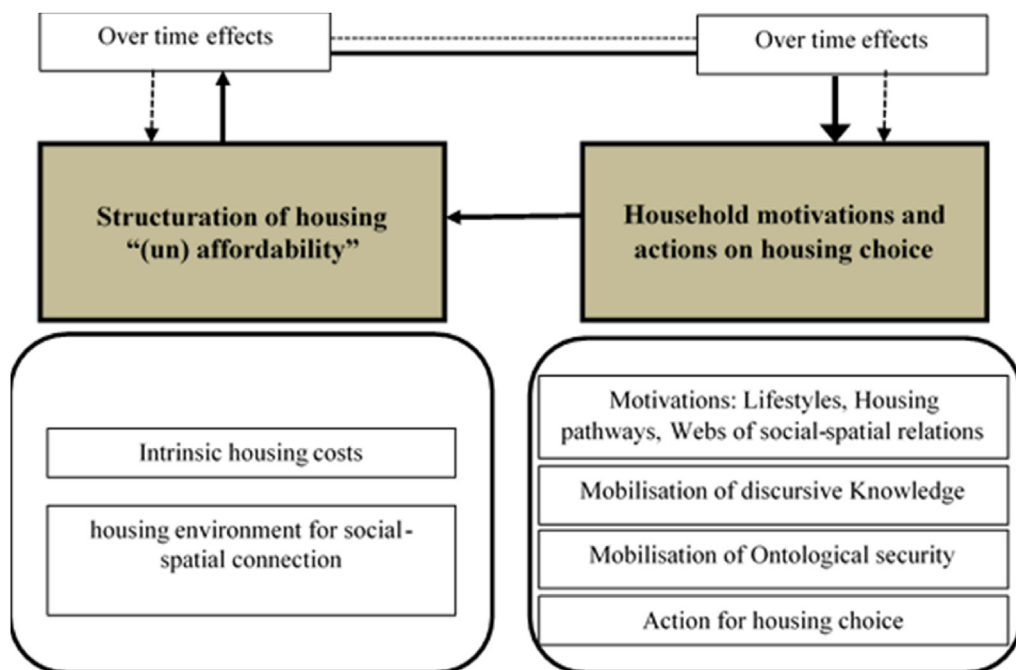 Over time effects
Over time effects
Structuration of housing
“(un) affordability”
Household motivations and
actions on housing choice
Intrinsic housing costs
housing environment for social-
spatial connection
Motivations: Lifestyles, Housing
pathways, Webs of social-spatial relations
Mobilisation of discursive Knowledge
Mobilisation of Ontological security
Action for housing choice